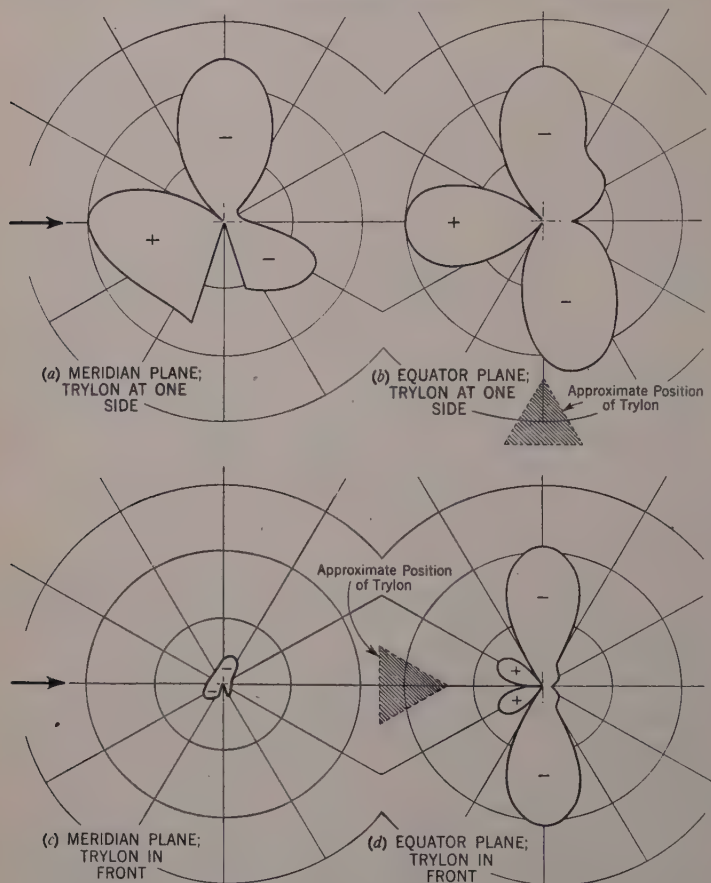 −
−
+
−
+
−
(a) MERIDIAN PLANE;
TRYLON AT ONE
SIDE
(b) EQUATOR PLANE;
TRYLON AT ONE
SIDE
Approximate Position
of Trylon
Approximate Position
of Trylon
−
−
−
+
+
−
(c) MERIDIAN PLANE;
TRYLON IN
FRONT
(d) EQUATOR PLANE;
TRYLON IN
FRONT